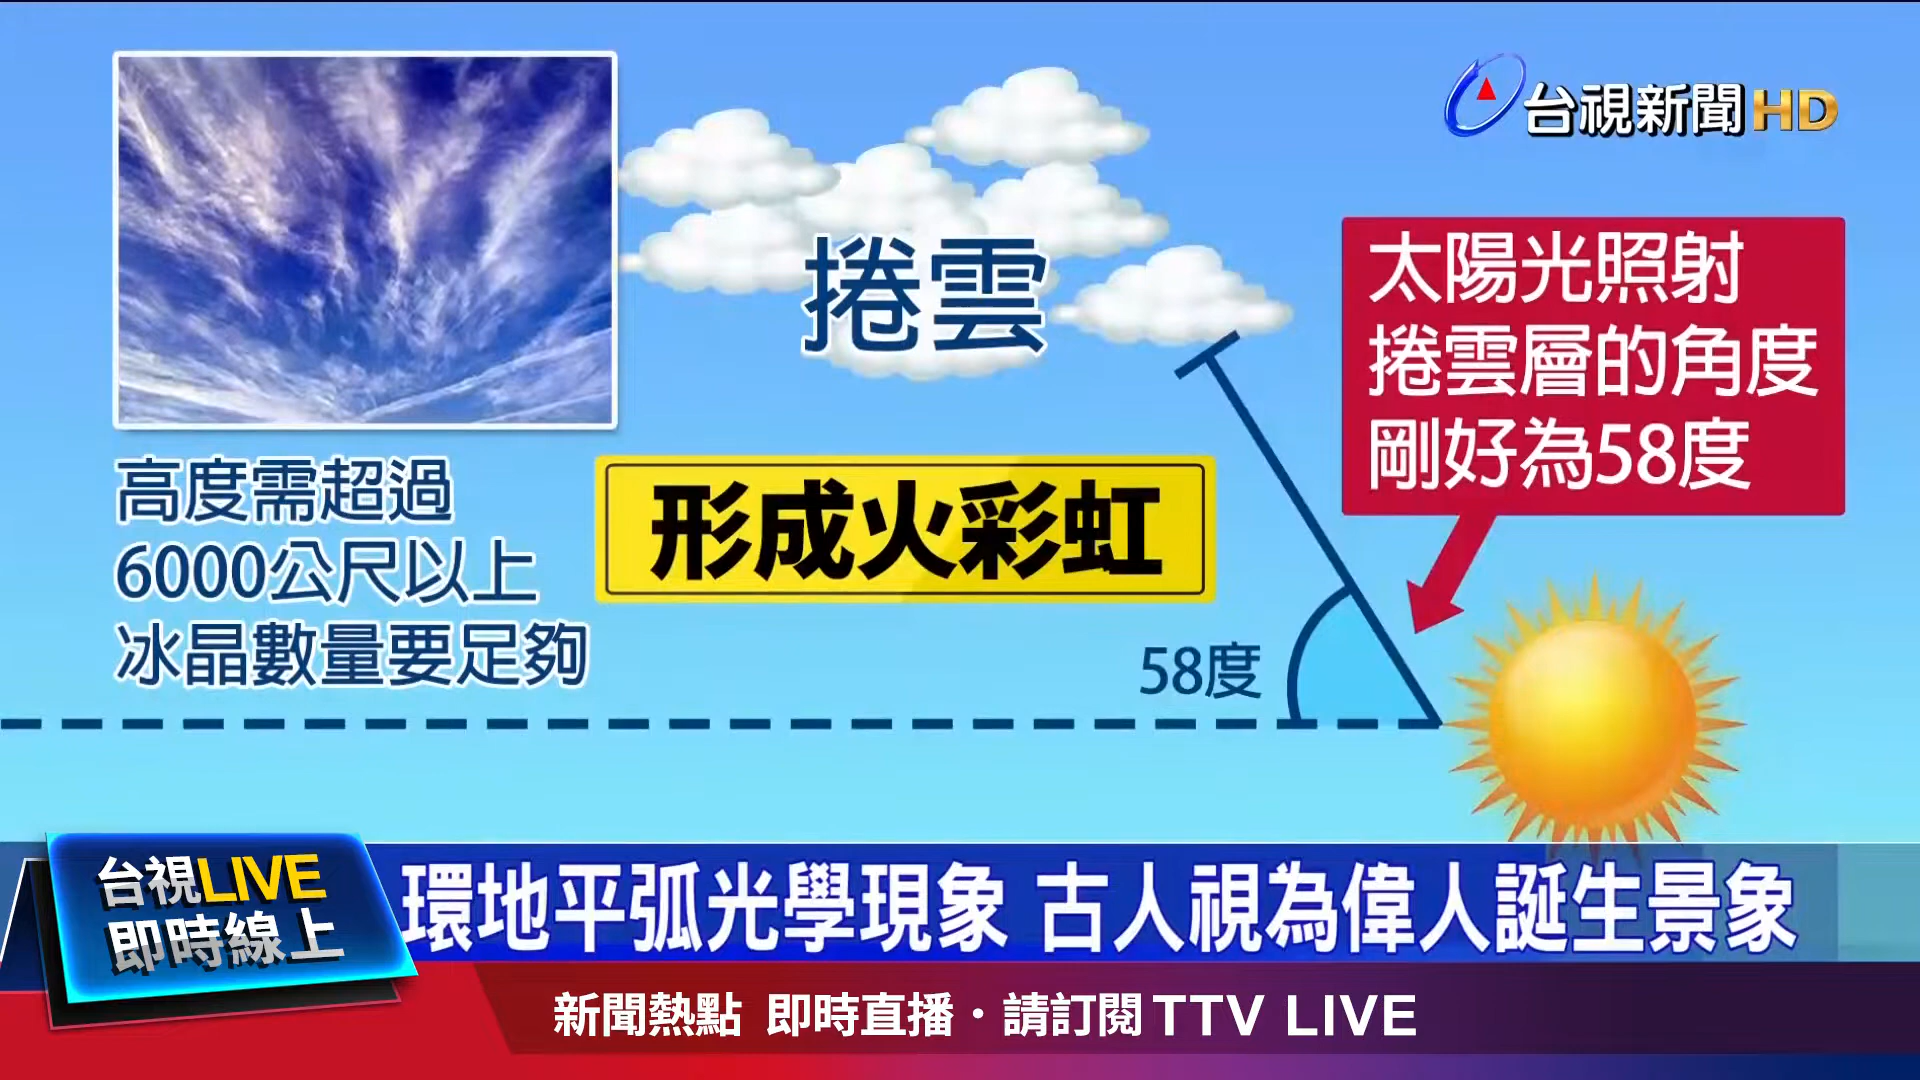 台視新聞HD
捲雲
太陽光照射
捲雲層的角度
剛好為58度
高度需超過
6000公尺以上
冰晶數量要足夠
形成火彩虹
58度
台視LIVE
即時線上
環地平弧光學現象 古人視為偉人誕生景象
新聞熱點 即時直播·請訂閱TTV LIVE